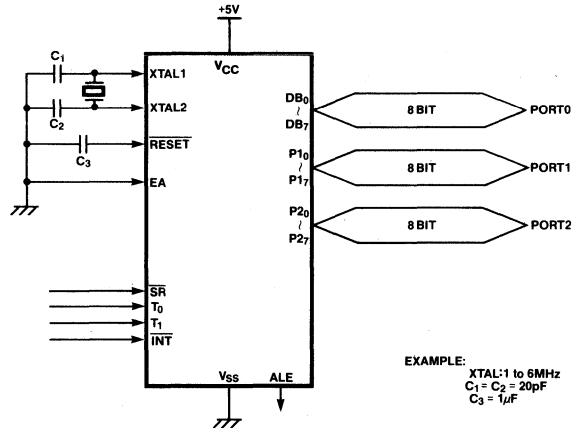 +5V
VCC
C1
XTAL1
C2
XTAL2
C3
RESET
EA
DB0
~
DB7
8 BIT
PORT0
P10
~
P17
8 BIT
PORT1
P20
~
P27
8 BIT
PORT2
SR
T0
T1
INT
VSS
ALE
EXAMPLE:
XTAL:1 to 6MHz
C1 = C2 = 20pF
C3 = 1μF